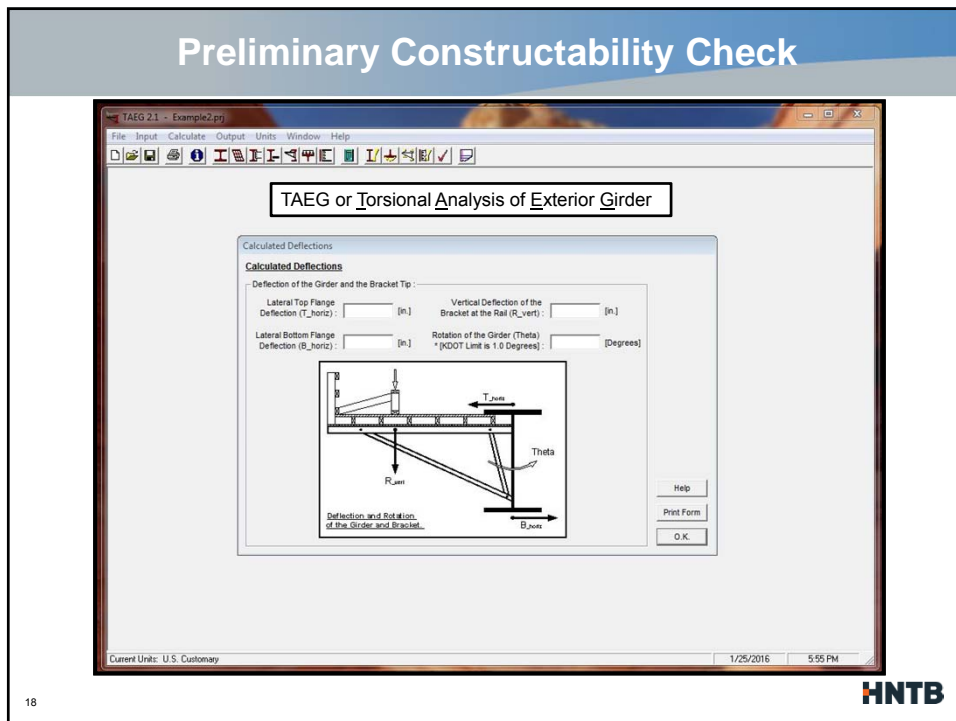 Preliminary Constructability Check
TAEG 2.1 - Example2.prj
File Input Calculate Output Units Window Help
TAEG or Torsional Analysis of Exterior Girder
Calculated Deflections
Calculated Deflections
Deflection of the Girder and the Bracket Tip :
Lateral Top Flange
Deflection (T_horiz) :
[in.]
Vertical Deflection of the
Bracket at the Rail (R_vert) :
[in.]
Lateral Bottom Flange
Deflection (B_horiz) :
[in.]
Rotation of the Girder (Theta)
* [KDOT Limit is 1.0 Degrees] :
[Degrees]
T_horiz
Theta
R_vert
Deflection and Rotation
of the Girder and Bracket.
B_horiz
Help
Print Form
O.K.
Current Units: U.S. Customary
1/25/2016
5:55 PM
18
HNTB